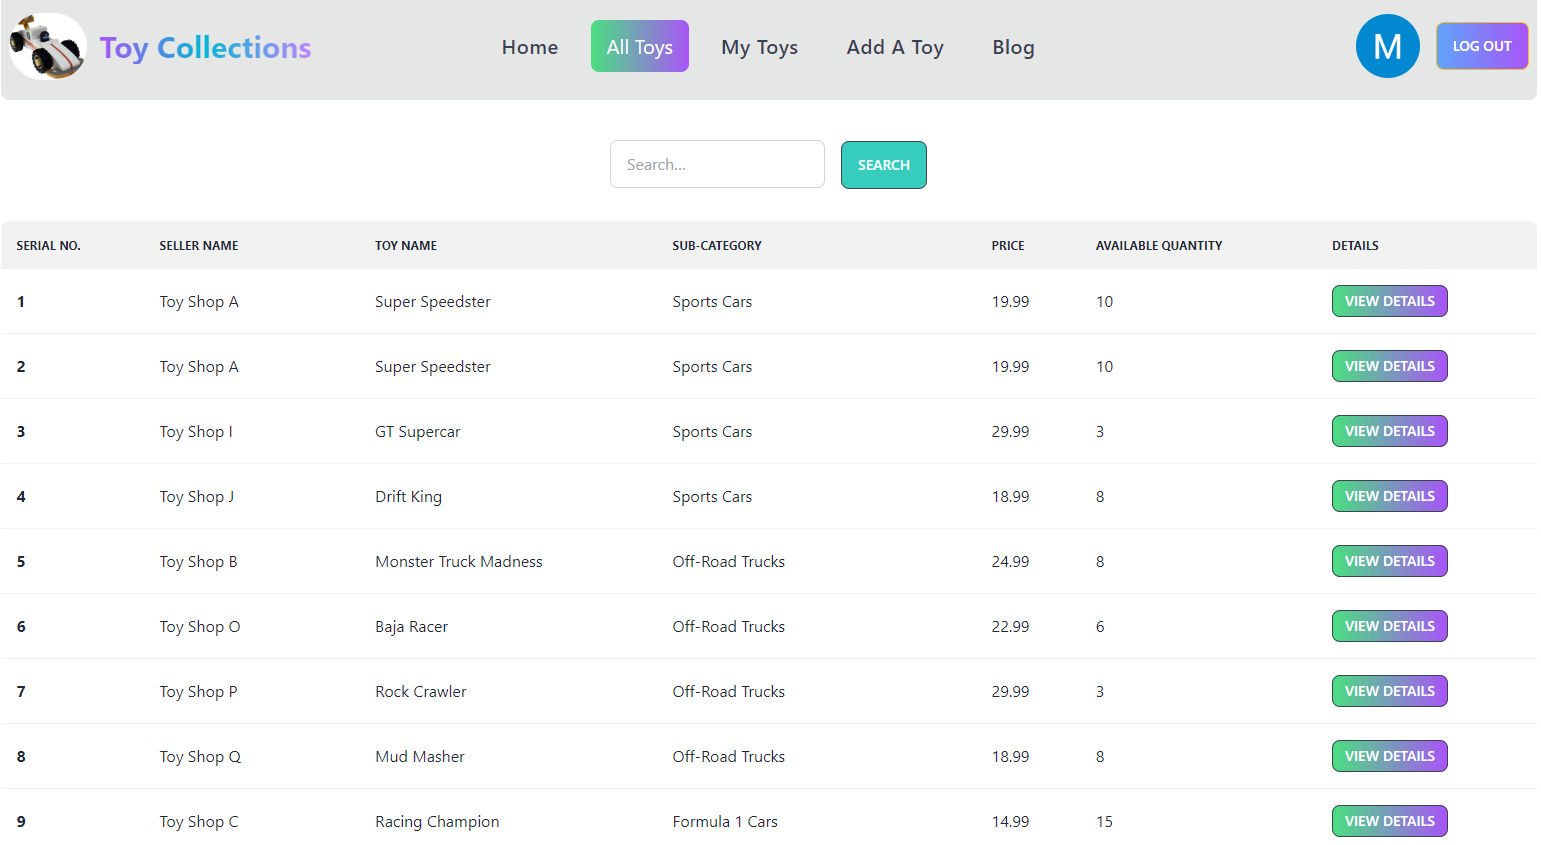 Toy Collections Home All Toys My Toys Add A Toy Blog M LOG OUT
Search... SEARCH
SERIAL NO. SELLER NAME TOY NAME SUB-CATEGORY PRICE AVAILABLE QUANTITY DETAILS
1 Toy Shop A Super Speedster Sports Cars 19.99 10 VIEW DETAILS
2 Toy Shop A Super Speedster Sports Cars 19.99 10 VIEW DETAILS
3 Toy Shop I GT Supercar Sports Cars 29.99 3 VIEW DETAILS
4 Toy Shop J Drift King Sports Cars 18.99 8 VIEW DETAILS
5 Toy Shop B Monster Truck Madness Off-Road Trucks 24.99 8 VIEW DETAILS
6 Toy Shop O Baja Racer Off-Road Trucks 22.99 6 VIEW DETAILS
7 Toy Shop P Rock Crawler Off-Road Trucks 29.99 3 VIEW DETAILS
8 Toy Shop Q Mud Masher Off-Road Trucks 18.99 8 VIEW DETAILS
9 Toy Shop C Racing Champion Formula 1 Cars 14.99 15 VIEW DETAILS